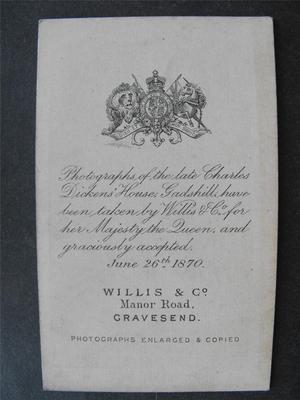 Photographs of the late Charles
Dickens' House, Gadshill, have
been taken by Willis & Co. for
her Majesty the Queen, and
graciously accepted.
June 26th 1870.
WILLIS & Co.
Manor Road,
GRAVESEND.
PHOTOGRAPHS ENLARGED & COPIED